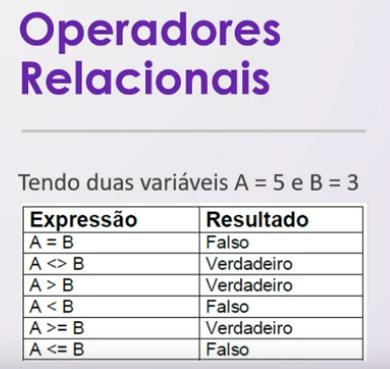 Operadores
Relacionais
Tendo duas variáveis A = 5 e B = 3
Expressão Resultado
A = B Falso
A <> B Verdadeiro
A > B Verdadeiro
A < B Falso
A >= B Verdadeiro
A <= B Falso